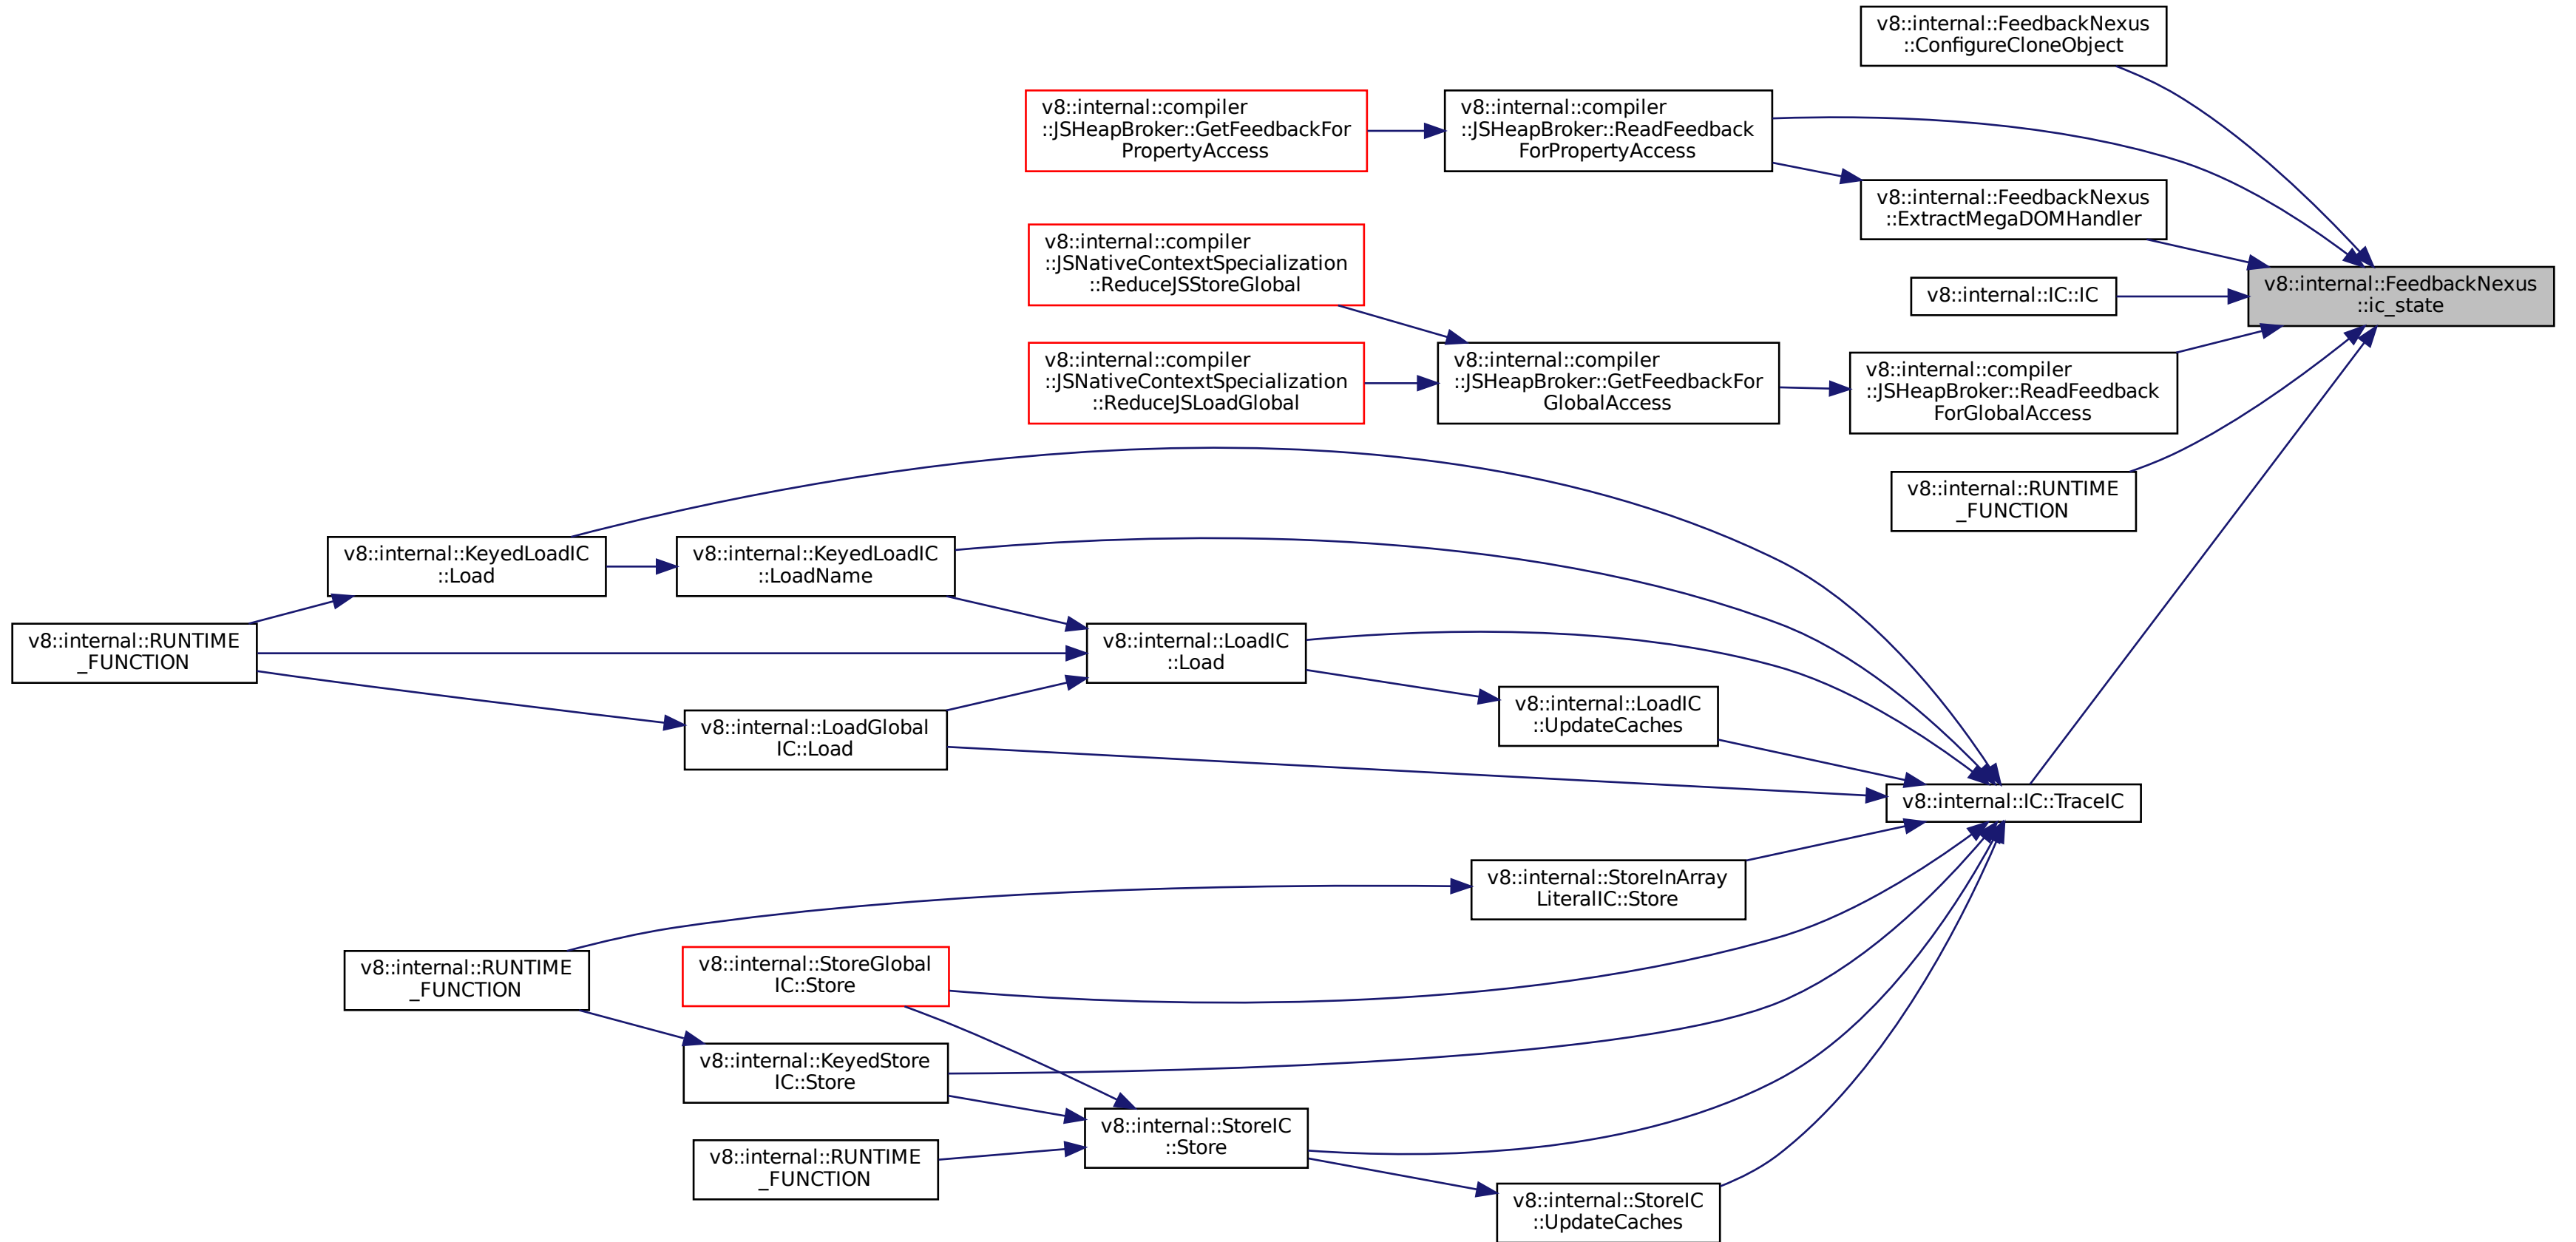 v8::internal::FeedbackNexus
::ConfigureCloneObject
v8::internal::compiler
::JSHeapBroker::GetFeedbackFor
PropertyAccess
v8::internal::compiler
::JSHeapBroker::ReadFeedback
ForPropertyAccess
v8::internal::FeedbackNexus
::ExtractMegaDOMHandler
v8::internal::compiler
::JSNativeContextSpecialization
::ReduceJSStoreGlobal
v8::internal::IC::IC
v8::internal::FeedbackNexus
::ic_state
v8::internal::compiler
::JSNativeContextSpecialization
::ReduceJSLoadGlobal
v8::internal::compiler
::JSHeapBroker::GetFeedbackFor
GlobalAccess
v8::internal::compiler
::JSHeapBroker::ReadFeedback
ForGlobalAccess
v8::internal::RUNTIME
_FUNCTION
v8::internal::KeyedLoadIC
::Load
v8::internal::KeyedLoadIC
::LoadName
v8::internal::RUNTIME
_FUNCTION
v8::internal::LoadIC
::Load
v8::internal::LoadGlobal
IC::Load
v8::internal::LoadIC
::UpdateCaches
v8::internal::IC::TraceIC
v8::internal::StoreInArray
LiteralIC::Store
v8::internal::RUNTIME
_FUNCTION
v8::internal::StoreGlobal
IC::Store
v8::internal::KeyedStore
IC::Store
v8::internal::StoreIC
::Store
v8::internal::RUNTIME
_FUNCTION
v8::internal::StoreIC
::UpdateCaches